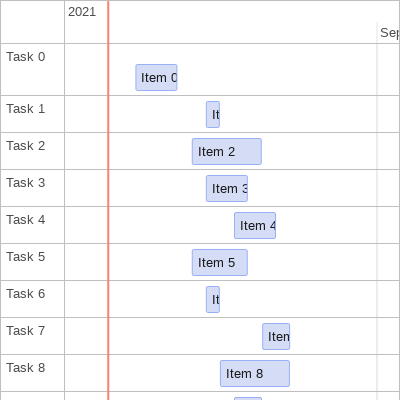 2021
Sep
Task 0
Item 0
Task 1
It
Task 2
Item 2
Task 3
Item 3
Task 4
Item 4
Task 5
Item 5
Task 6
It
Task 7
Item
Task 8
Item 8